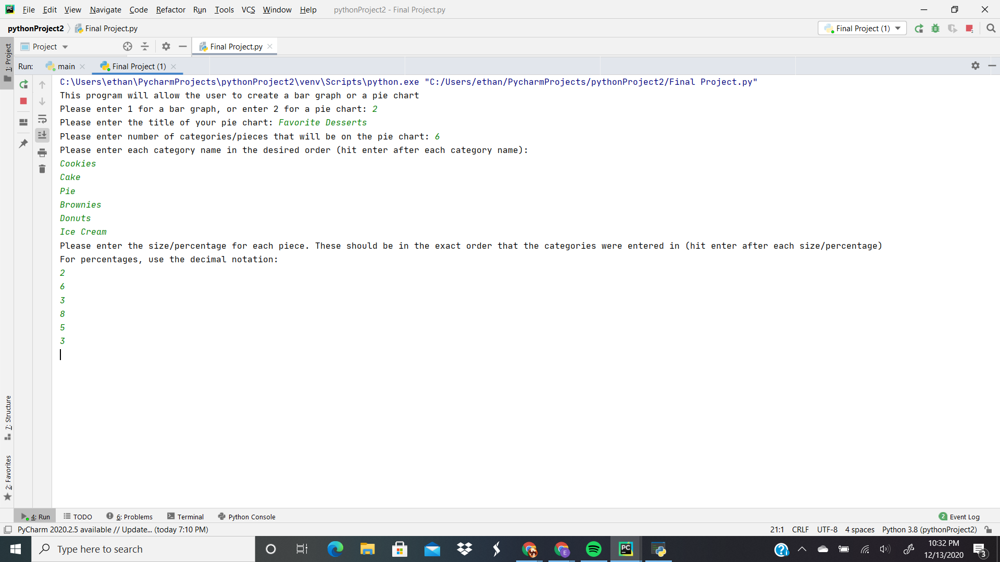 PC File Edit View Navigate Code Refactor Run Tools VCS Window Help pythonProject2 - Final Project.py
pythonProject2 Final Project.py Final Project (1)
1: Project
Project Final Project.py
Run: main Final Project (1)
C:\Users\ethan\PycharmProjects\pythonProject2\venv\Scripts\python.exe "C:/Users/ethan/PycharmProjects/pythonProject2/Final Project.py"
This program will allow the user to create a bar graph or a pie chart
Please enter 1 for a bar graph, or enter 2 for a pie chart: 2
Please enter the title of your pie chart: Favorite Desserts
Please enter number of categories/pieces that will be on the pie chart: 6
Please enter each category name in the desired order (hit enter after each category name):
Cookies
Cake
Pie
Brownies
Donuts
Ice Cream
Please enter the size/percentage for each piece. These should be in the exact order that the categories were entered in (hit enter after each size/percentage)
For percentages, use the decimal notation:
2
6
3
8
5
3
7: Structure
2: Favorites
4: Run TODO 6: Problems Terminal Python Console 2 Event Log
PyCharm 2020.2.5 available // Update... (today 7:10 PM) 21:1 CRLF UTF-8 4 spaces Python 3.8 (pythonProject2)
Type here to search E PC 10:32 PM
12/13/2020 3